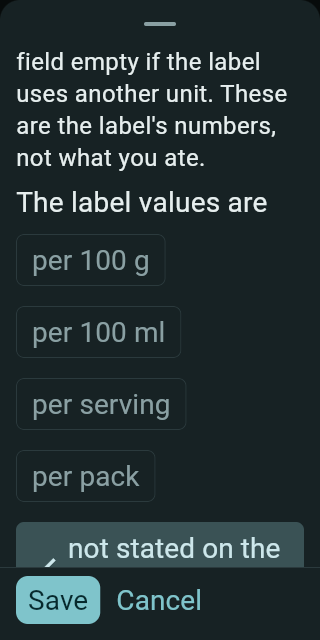 field empty if the label
uses another unit. These
are the label's numbers,
not what you ate.
The label values are
per 100 g
per 100 ml
per serving
per pack
not stated on the
Save Cancel